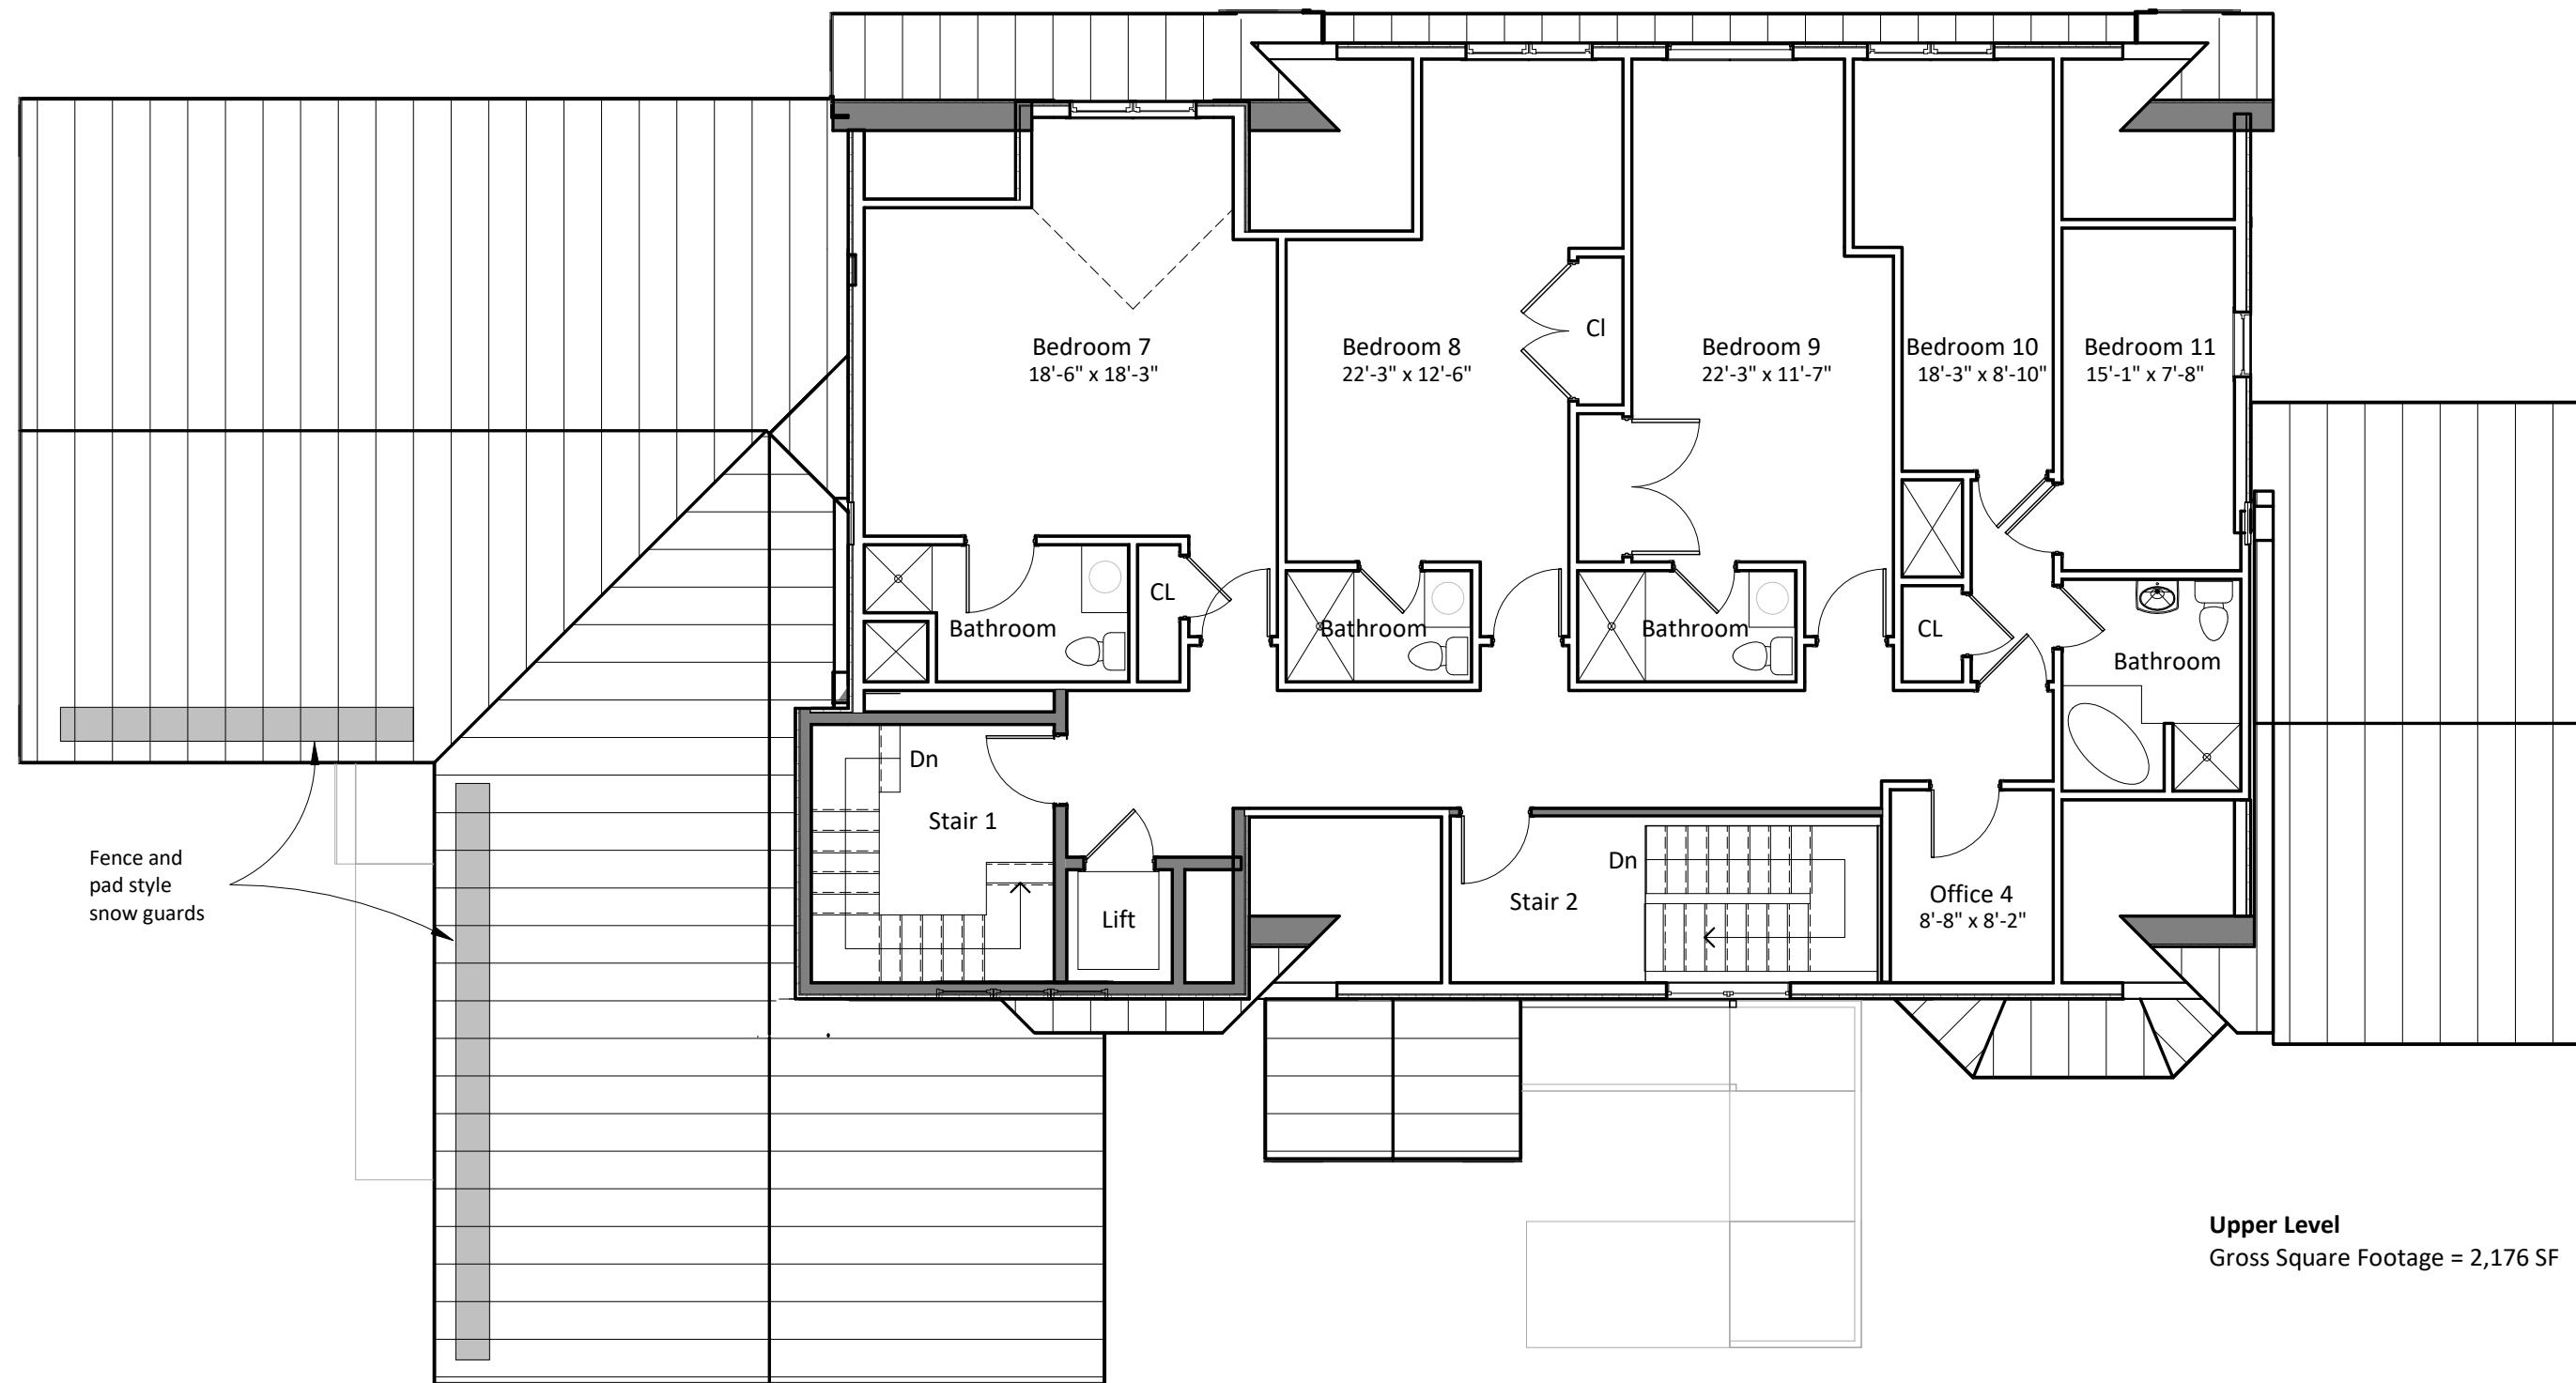 Bedroom 7
18'-6" x 18'-3"
Bedroom 8
22'-3" x 12'-6"
Cl
Bedroom 9
22'-3" x 11'-7"
Bedroom 10
18'-3" x 8'-10"
Bedroom 11
15'-1" x 7'-8"
Bathroom
CL
Bathroom
Bathroom
CL
Bathroom
Dn
Stair 1
Lift
Dn
Stair 2
Office 4
8'-8" x 8'-2"
Fence and
pad style
snow guards
Upper Level
Gross Square Footage = 2,176 SF